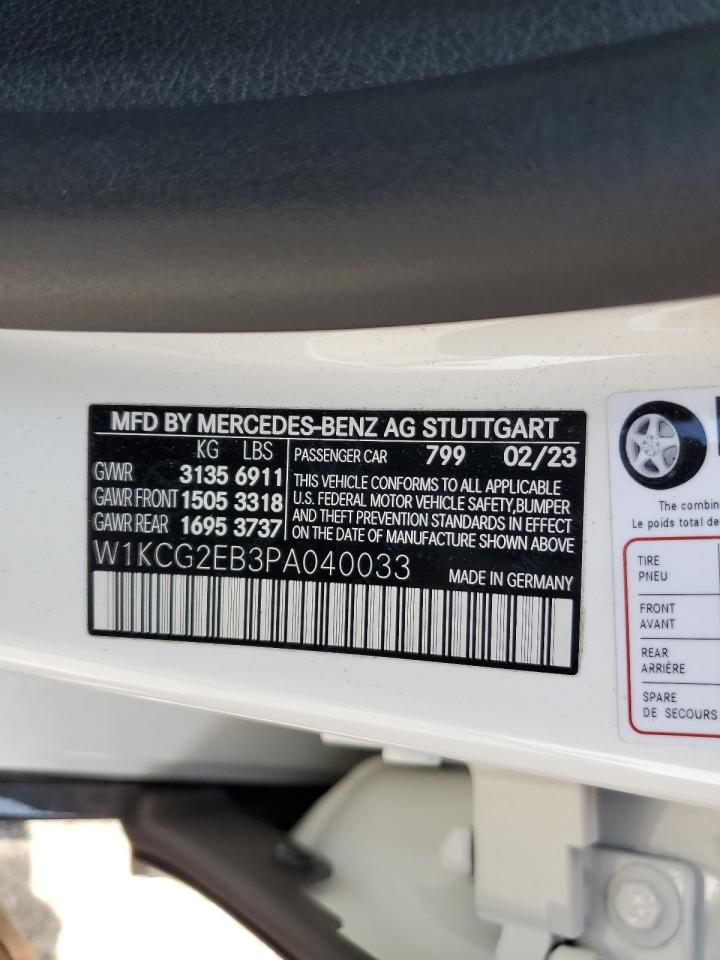 MFD BY MERCEDES-BENZ AG STUTTGART
KG LBS
GVWR 3135 6911
GAWR FRONT 1505 3318
GAWR REAR 1695 3737
PASSENGER CAR 799 02/23
THIS VEHICLE CONFORMS TO ALL APPLICABLE
U.S. FEDERAL MOTOR VEHICLE SAFETY,BUMPER
AND THEFT PREVENTION STANDARDS IN EFFECT
ON THE DATE OF MANUFACTURE SHOWN ABOVE
W1KCG2EB3PA040033
MADE IN GERMANY
The combin
Le poids total de
TIRE
PNEU
FRONT
AVANT
REAR
ARRIÈRE
SPARE
DE SECOURS